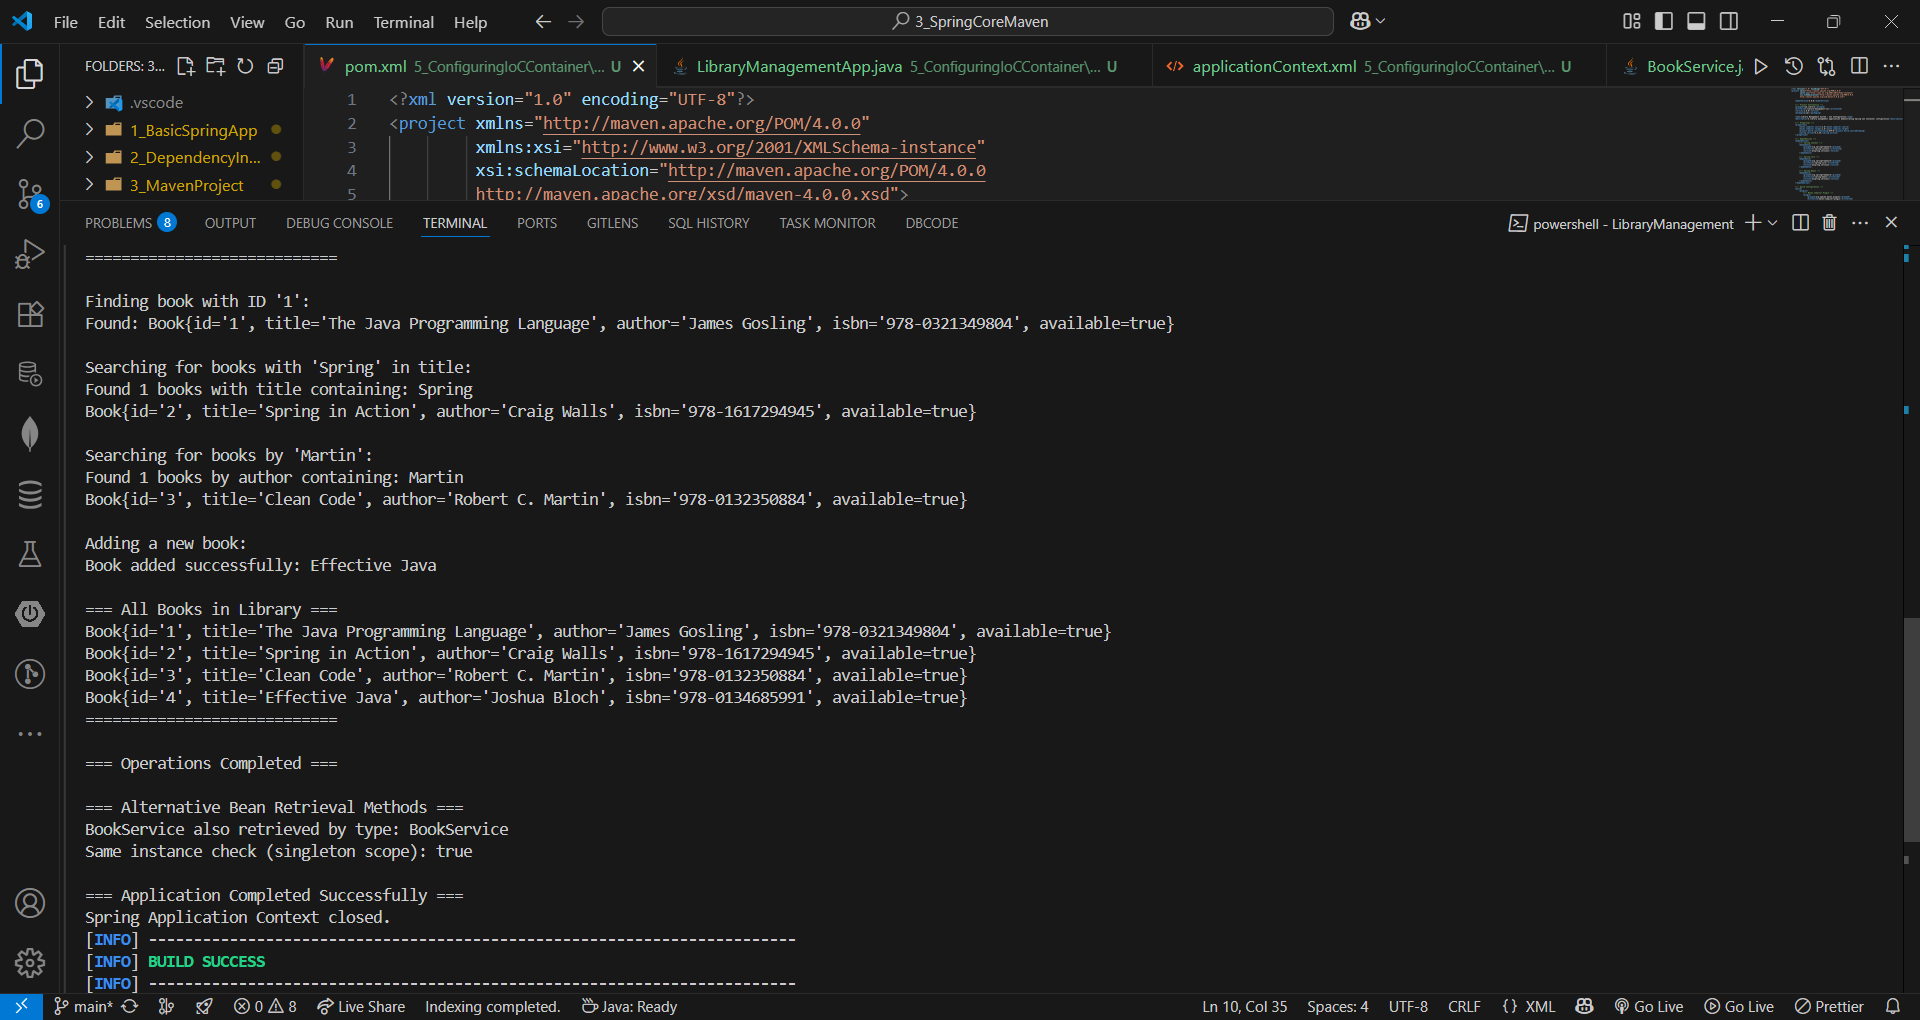 File Edit Selection View Go Run Terminal Help
3_SpringCoreMaven
FOLDERS: 3...
.vscode
1_BasicSpringApp
2_DependencyIn...
3_MavenProject
pom.xml 5_ConfiguringIoCContainer\... U
LibraryManagementApp.java 5_ConfiguringIoCContainer\... U
applicationContext.xml 5_ConfiguringIoCContainer\... U
BookService.j
1 <?xml version="1.0" encoding="UTF-8"?>
2 <project xmlns="http://maven.apache.org/POM/4.0.0"
3 xmlns:xsi="http://www.w3.org/2001/XMLSchema-instance"
4 xsi:schemaLocation="http://maven.apache.org/POM/4.0.0
5 http://maven.apache.org/xsd/maven-4.0.0.xsd">
6
PROBLEMS 8 OUTPUT DEBUG CONSOLE TERMINAL PORTS GITLENS SQL HISTORY TASK MONITOR DBCODE
powershell - LibraryManagement
============================
Finding book with ID '1':
Found: Book{id='1', title='The Java Programming Language', author='James Gosling', isbn='978-0321349804', available=true}
Searching for books with 'Spring' in title:
Found 1 books with title containing: Spring
Book{id='2', title='Spring in Action', author='Craig Walls', isbn='978-1617294945', available=true}
Searching for books by 'Martin':
Found 1 books by author containing: Martin
Book{id='3', title='Clean Code', author='Robert C. Martin', isbn='978-0132350884', available=true}
Adding a new book:
Book added successfully: Effective Java
=== All Books in Library ===
Book{id='1', title='The Java Programming Language', author='James Gosling', isbn='978-0321349804', available=true}
Book{id='2', title='Spring in Action', author='Craig Walls', isbn='978-1617294945', available=true}
Book{id='3', title='Clean Code', author='Robert C. Martin', isbn='978-0132350884', available=true}
Book{id='4', title='Effective Java', author='Joshua Bloch', isbn='978-0134685991', available=true}
============================
=== Operations Completed ===
=== Alternative Bean Retrieval Methods ===
BookService also retrieved by type: BookService
Same instance check (singleton scope): true
=== Application Completed Successfully ===
Spring Application Context closed.
[INFO] ------------------------------------------------------------------------
[INFO] BUILD SUCCESS
[INFO] ------------------------------------------------------------------------
main* 0 8 Live Share Indexing completed. Java: Ready
Ln 10, Col 35 Spaces: 4 UTF-8 CRLF {} XML Go Live Go Live Prettier